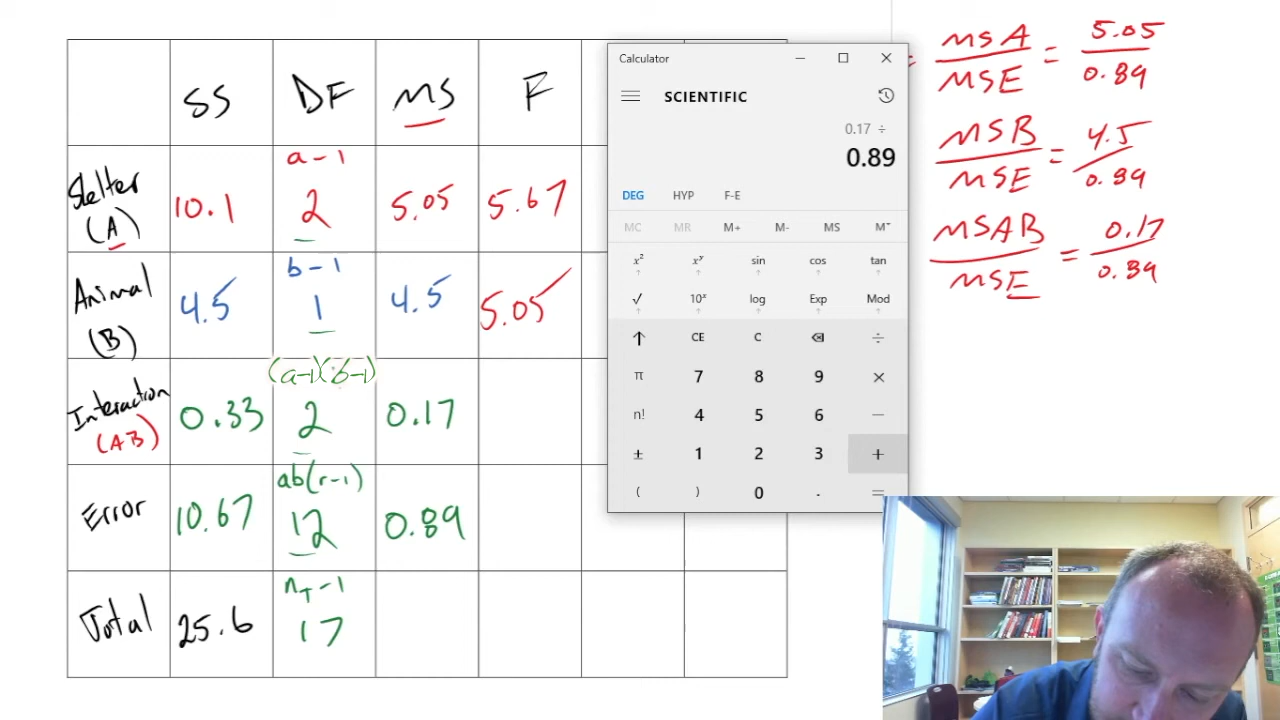 SS DF MS F
Shelter (A) 10.1 a-1 2 5.05 5.67
Animal (B) 4.5 b-1 1 4.5 5.05
Interaction (AB) 0.33 (a-1)(b-1) 2 0.17
Error 10.67 ab(r-1) 12 0.89
Total 25.6 nT-1 17
Calculator
SCIENTIFIC
0.17 ÷
0.89
DEG HYP F-E
MC MR M+ M- MS M˅
x² xʸ sin cos tan
√ 10ˣ log Exp Mod
↑ CE C ⌫ ÷
π 7 8 9 ×
n! 4 5 6 −
± 1 2 3 +
( ) 0 . =
= MSA/MSE = 5.05/0.89
MSB/MSE = 4.5/0.89
MSAB/MSE = 0.17/0.89